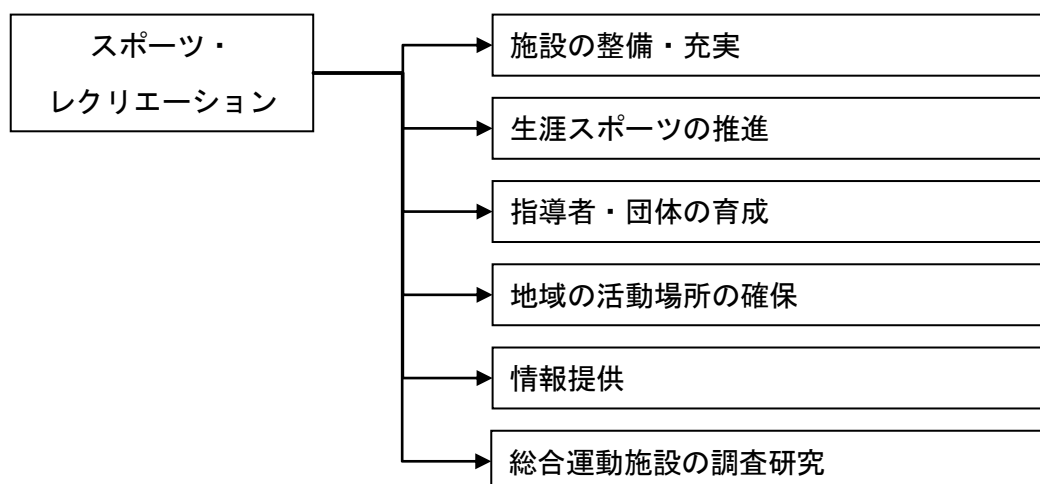 スポーツ・
レクリエーション
施設の整備・充実
生涯スポーツの推進
指導者・団体の育成
地域の活動場所の確保
情報提供
総合運動施設の調査研究